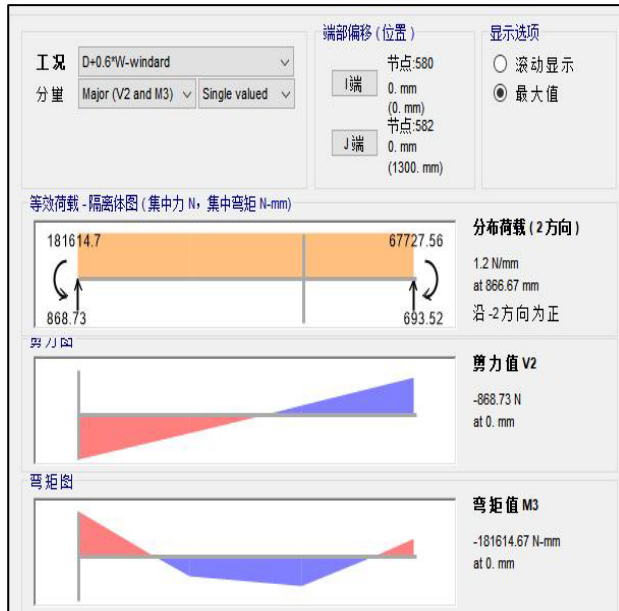 端部偏移 (位置)
显示选项
工况
D+0.6*W-windard
分量
Major (V2 and M3)
Single valued
I端
节点:580
0. mm
(0. mm)
J端
节点:582
0. mm
(1300. mm)
滚动显示
最大值
等效荷载 - 隔离体图 (集中力 N，集中弯矩 N-mm)
181614.7
67727.56
868.73
693.52
分布荷载 ( 2 方向)
1.2 N/mm
at 866.67 mm
沿 -2方向为正
剪力图
剪力值 V2
-868.73 N
at 0. mm
弯矩图
弯矩值 M3
-181614.67 N-mm
at 0. mm